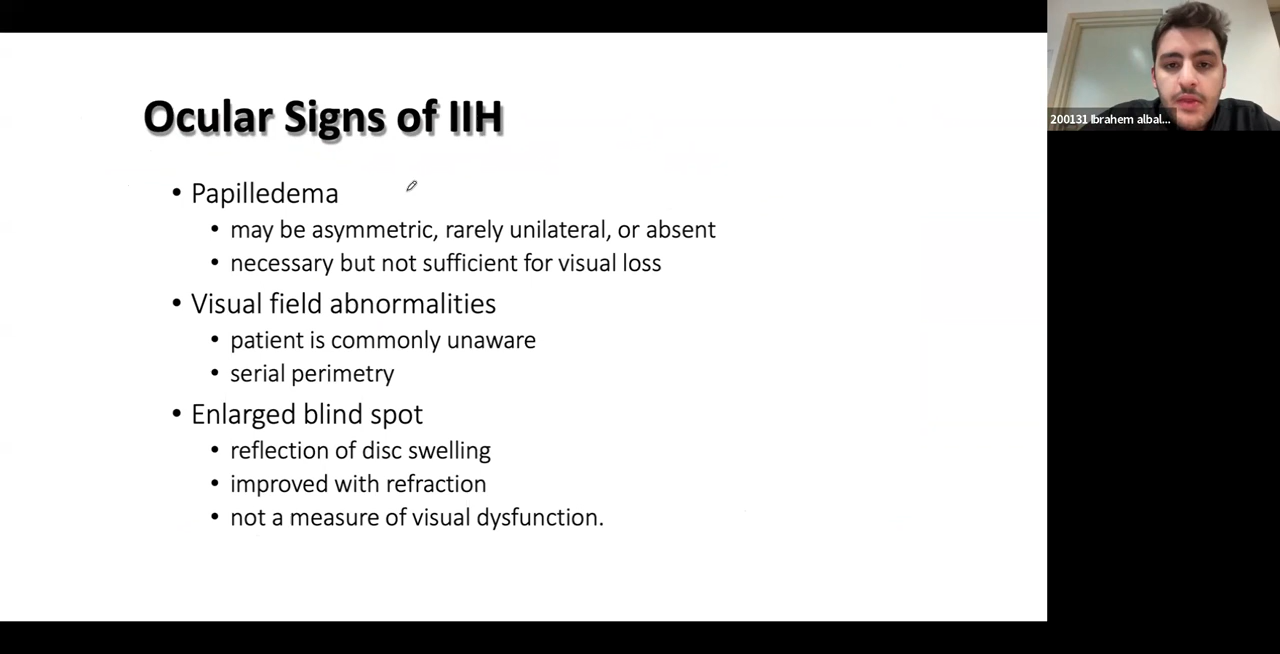 Ocular Signs of IIH
• Papilledema
• may be asymmetric, rarely unilateral, or absent
• necessary but not sufficient for visual loss
• Visual field abnormalities
• patient is commonly unaware
• serial perimetry
• Enlarged blind spot
• reflection of disc swelling
• improved with refraction
• not a measure of visual dysfunction.
200131 Ibrahem albal...